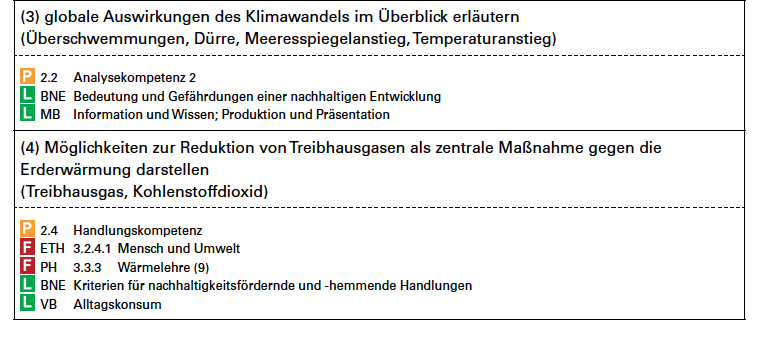 (3) globale Auswirkungen des Klimawandels im Überblick erläutern
(Überschwemmungen, Dürre, Meeresspiegelanstieg, Temperaturanstieg)
P 2.2 Analysekompetenz 2
L BNE Bedeutung und Gefährdungen einer nachhaltigen Entwicklung
L MB Information und Wissen; Produktion und Präsentation
(4) Möglichkeiten zur Reduktion von Treibhausgasen als zentrale Maßnahme gegen die
Erderwärmung darstellen
(Treibhausgas, Kohlenstoffdioxid)
P 2.4 Handlungskompetenz
F ETH 3.2.4.1 Mensch und Umwelt
F PH 3.3.3 Wärmelehre (9)
L BNE Kriterien für nachhaltigkeitsfördernde und -hemmende Handlungen
L VB Alltagskonsum